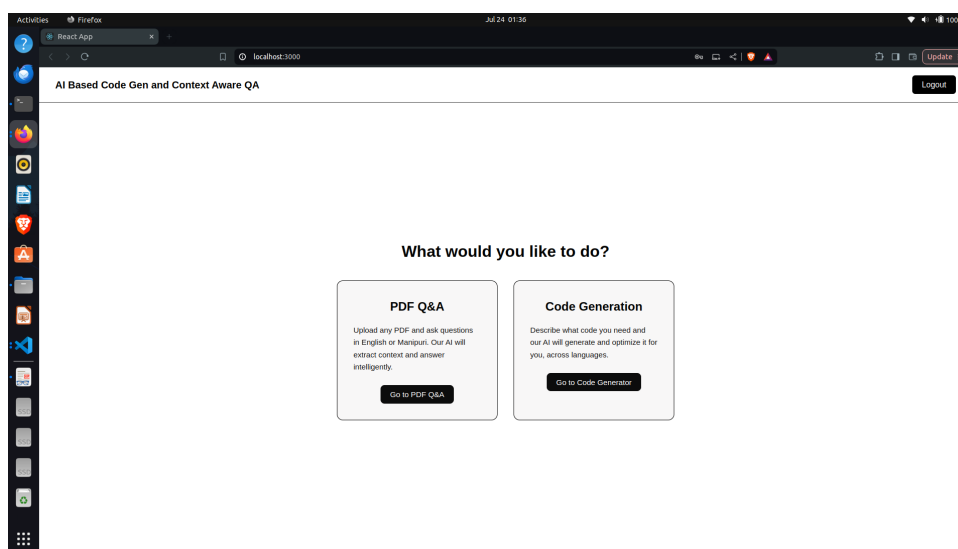 Activities Firefox Jul 24 01:36 100
React App
localhost:3000 Update
AI Based Code Gen and Context Aware QA Logout
What would you like to do?
PDF Q&A
Upload any PDF and ask questions
in English or Manipuri. Our AI will
extract context and answer
intelligently.
Go to PDF Q&A
Code Generation
Describe what code you need and
our AI will generate and optimize it for
you, across languages.
Go to Code Generator